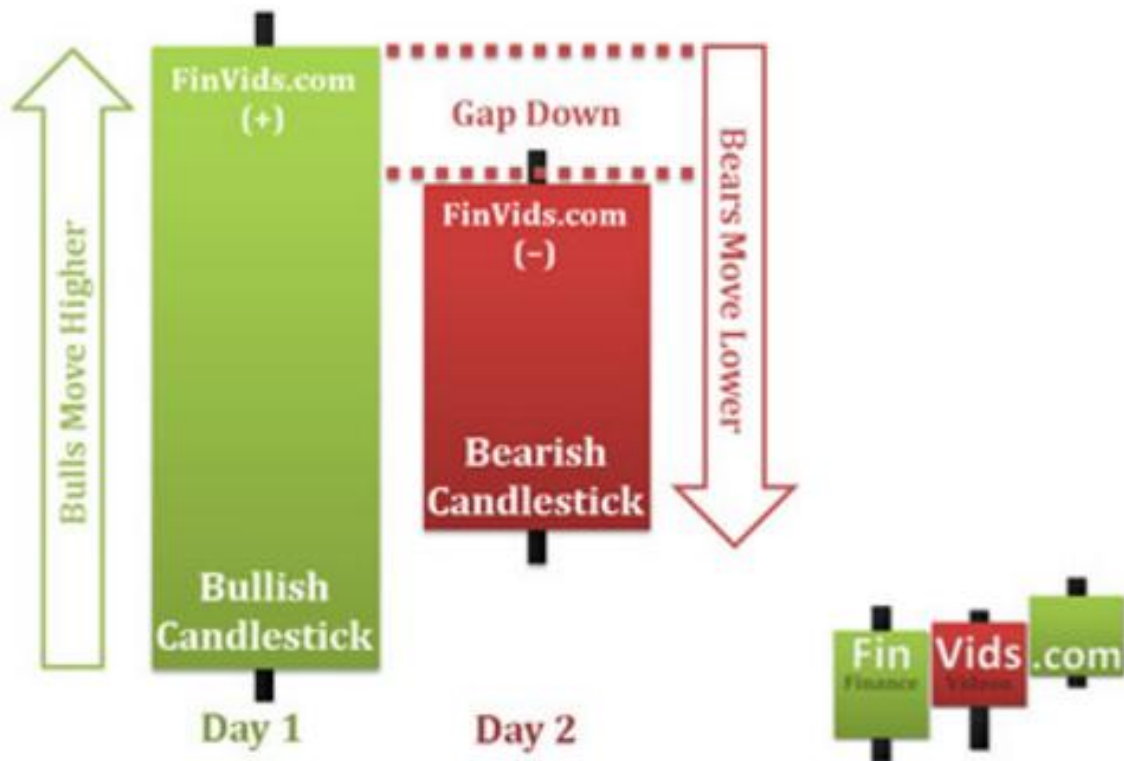 FinVids.com
(+)
Gap Down
Bulls Move Higher
Bears Move Lower
FinVids.com
(–)
Bearish
Candlestick
Bullish
Candlestick
Day 1
Day 2
Fin Vids .com
Finance Videos